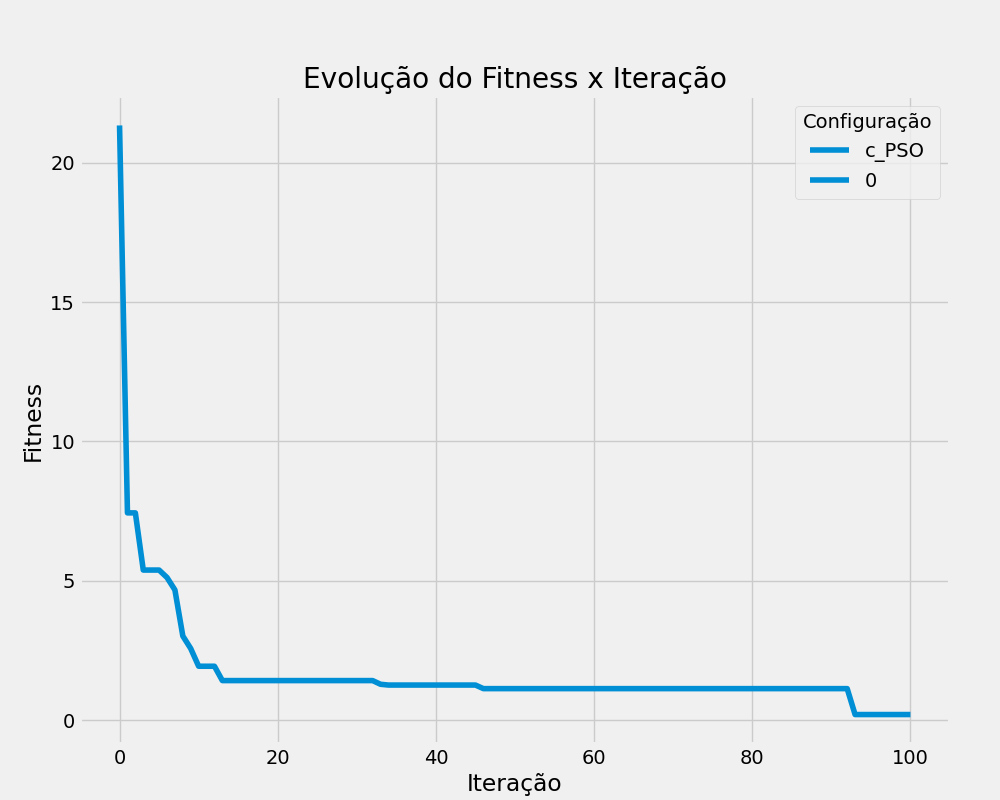 Evolução do Fitness x Iteração
Configuração
c_PSO
0
Fitness
20
15
10
5
0
0 20 40 60 80 100
Iteração